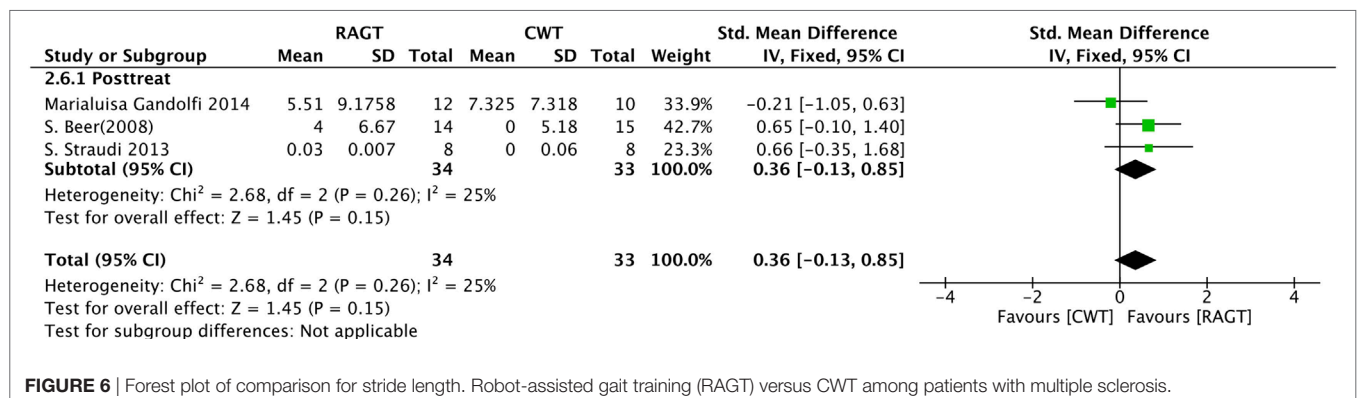 RAGT CWT Std. Mean Difference Std. Mean Difference
Study or Subgroup Mean SD Total Mean SD Total Weight IV, Fixed, 95% CI IV, Fixed, 95% CI
2.6.1 Posttreat
Marialuisa Gandolfi 2014 5.51 9.1758 12 7.325 7.318 10 33.9% -0.21 [-1.05, 0.63]
S. Beer(2008) 4 6.67 14 0 5.18 15 42.7% 0.65 [-0.10, 1.40]
S. Straudi 2013 0.03 0.007 8 0 0.06 8 23.3% 0.66 [-0.35, 1.68]
Subtotal (95% CI) 34 33 100.0% 0.36 [-0.13, 0.85]
Heterogeneity: Chi² = 2.68, df = 2 (P = 0.26); I² = 25%
Test for overall effect: Z = 1.45 (P = 0.15)
Total (95% CI) 34 33 100.0% 0.36 [-0.13, 0.85]
Heterogeneity: Chi² = 2.68, df = 2 (P = 0.26); I² = 25%
Test for overall effect: Z = 1.45 (P = 0.15)
Test for subgroup differences: Not applicable
-4 -2 0 2 4
Favours [CWT] Favours [RAGT]
FIGURE 6 | Forest plot of comparison for stride length. Robot-assisted gait training (RAGT) versus CWT among patients with multiple sclerosis.